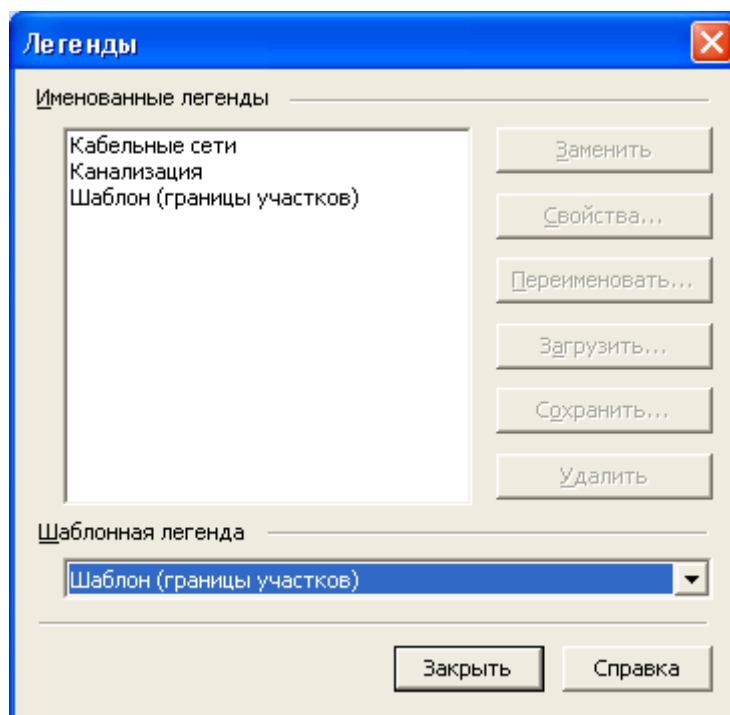 Легенды
Именованные легенды
Кабельные сети
Канализация
Шаблон (границы участков)
Заменить
Свойства...
Переименовать...
Загрузить...
Сохранить...
Удалить
Шаблонная легенда
Шаблон (границы участков)
Закрыть
Справка